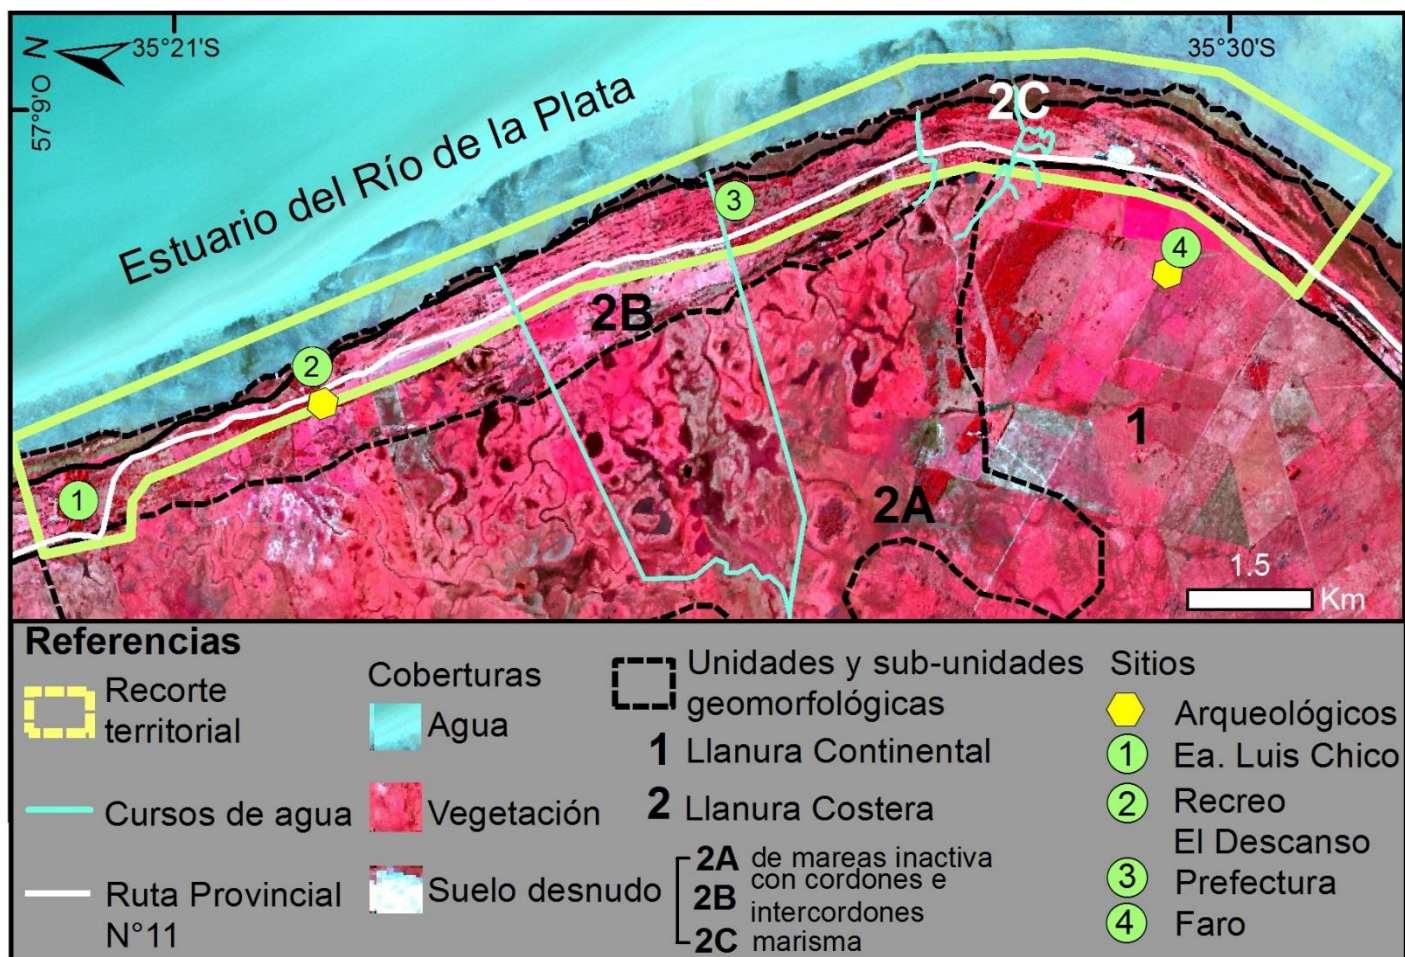 N
35°21'S
35°30'S
57°9'O
Estuario del Río de la Plata
2C
3
4
2B
2
1
1
2A
1.5
Km
Referencias
Recorte
territorial
Cursos de agua
Ruta Provincial
N°11
Coberturas
Agua
Vegetación
Suelo desnudo
Unidades y sub-unidades
geomorfológicas
1 Llanura Continental
2 Llanura Costera
2A de mareas inactiva
2B con cordones e
intercordones
2C marisma
Sitios
Arqueológicos
1 Ea. Luis Chico
2 Recreo
El Descanso
3 Prefectura
4 Faro